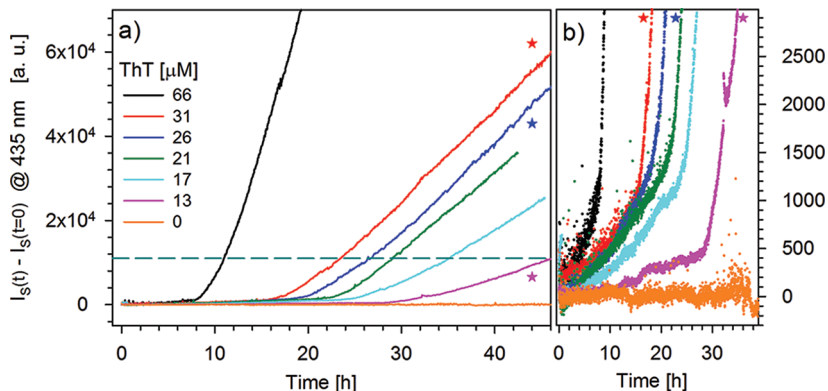 a)
ThT [μM]
66
31
26
21
17
13
0
6x10⁴
4x10⁴
2x10⁴
0
I_S(t) - I_S(t=0) @ 435 nm [a. u.]
0 10 20 30 40
Time [h]
b)
2500
2000
1500
1000
500
0
0 10 20 30
Time [h]